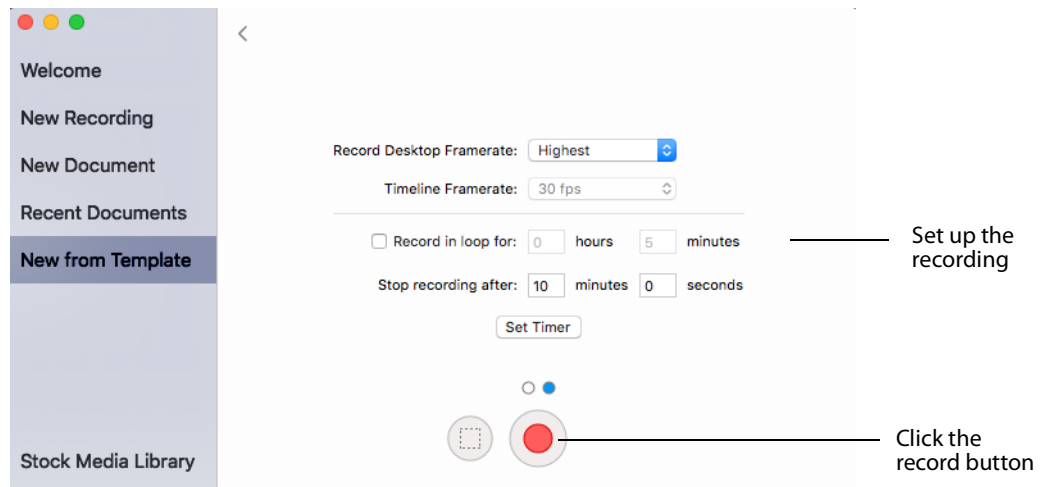 Welcome
New Recording
New Document
Recent Documents
New from Template
Stock Media Library
Record Desktop Framerate: Highest
Timeline Framerate: 30 fps
Record in loop for: 0 hours 5 minutes
Stop recording after: 10 minutes 0 seconds
Set Timer
Set up the
recording
Click the
record button